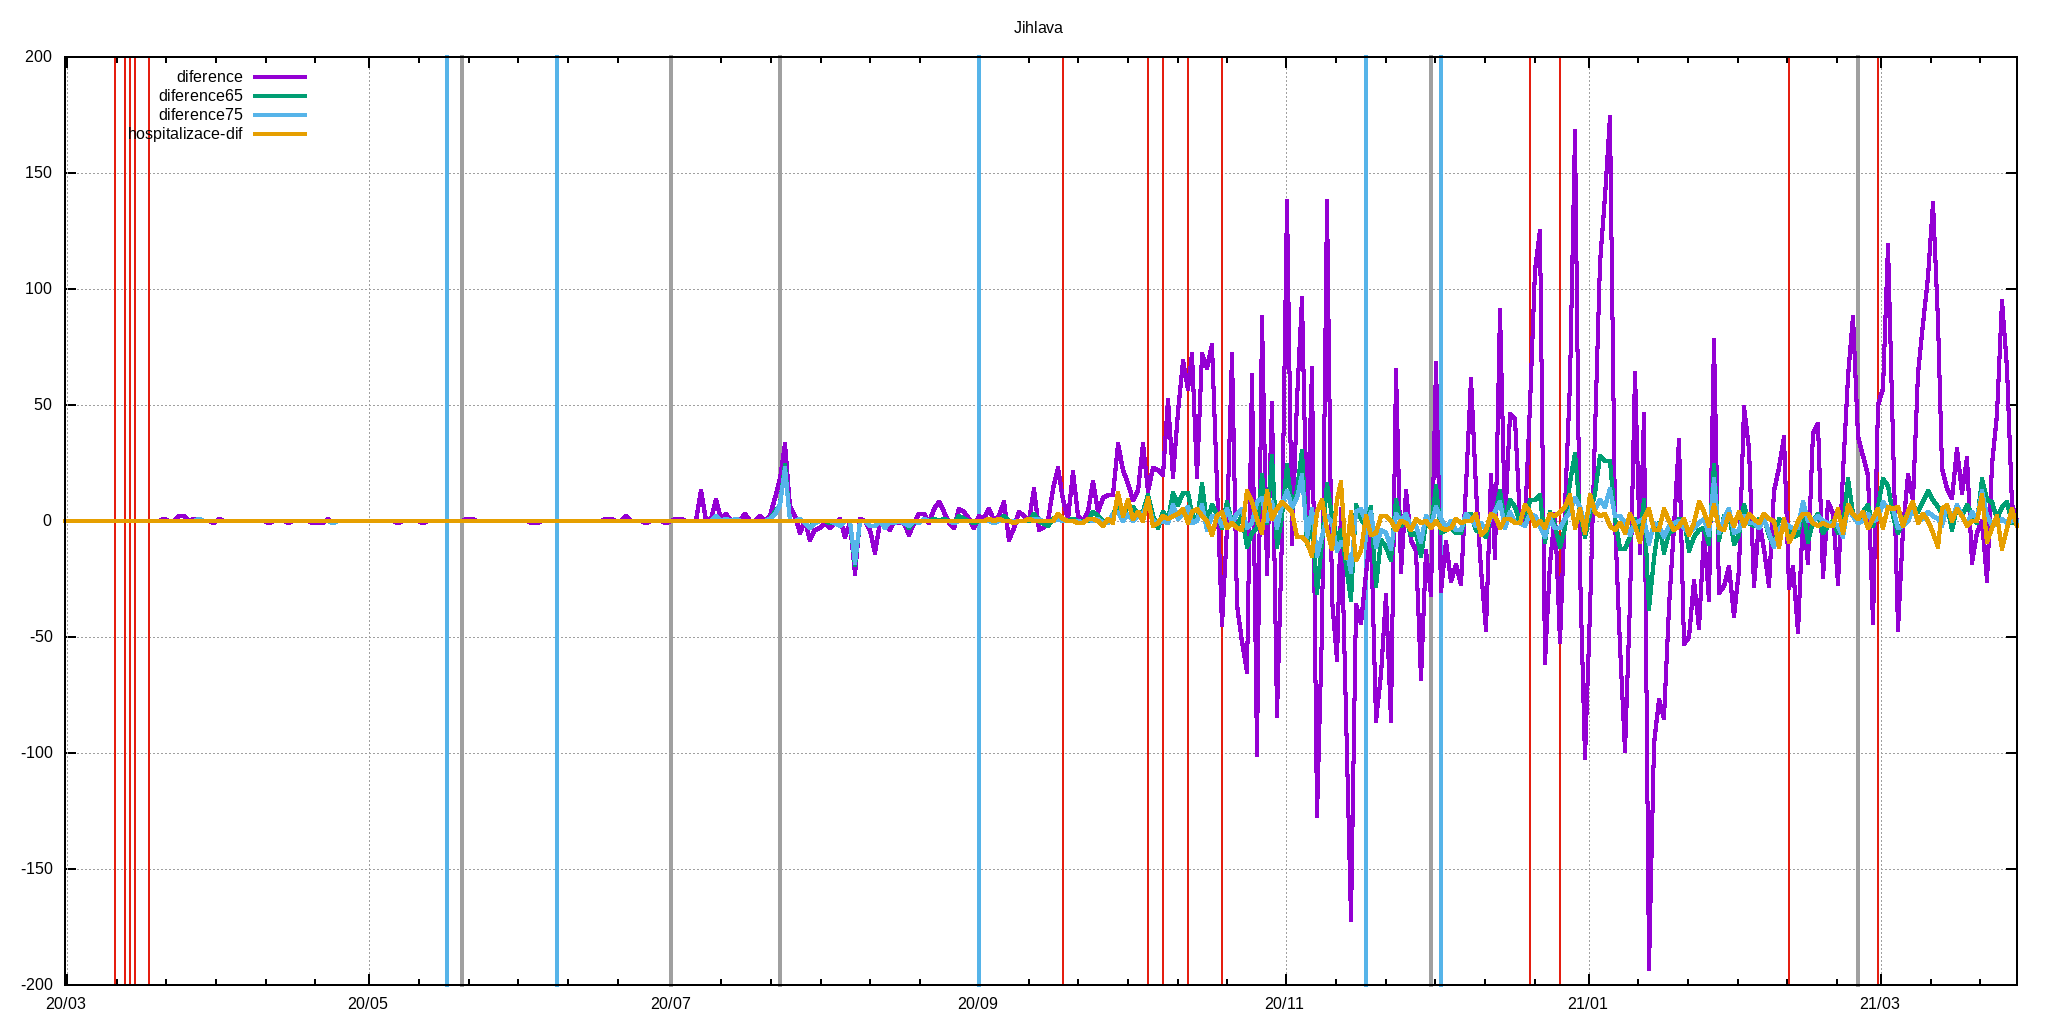 Jihlava
200
diference
diference65
diference75
hospitalizace-dif
150
100
50
0
-50
-100
-150
-200
20/03 20/05 20/07 20/09 20/11 21/01 21/03